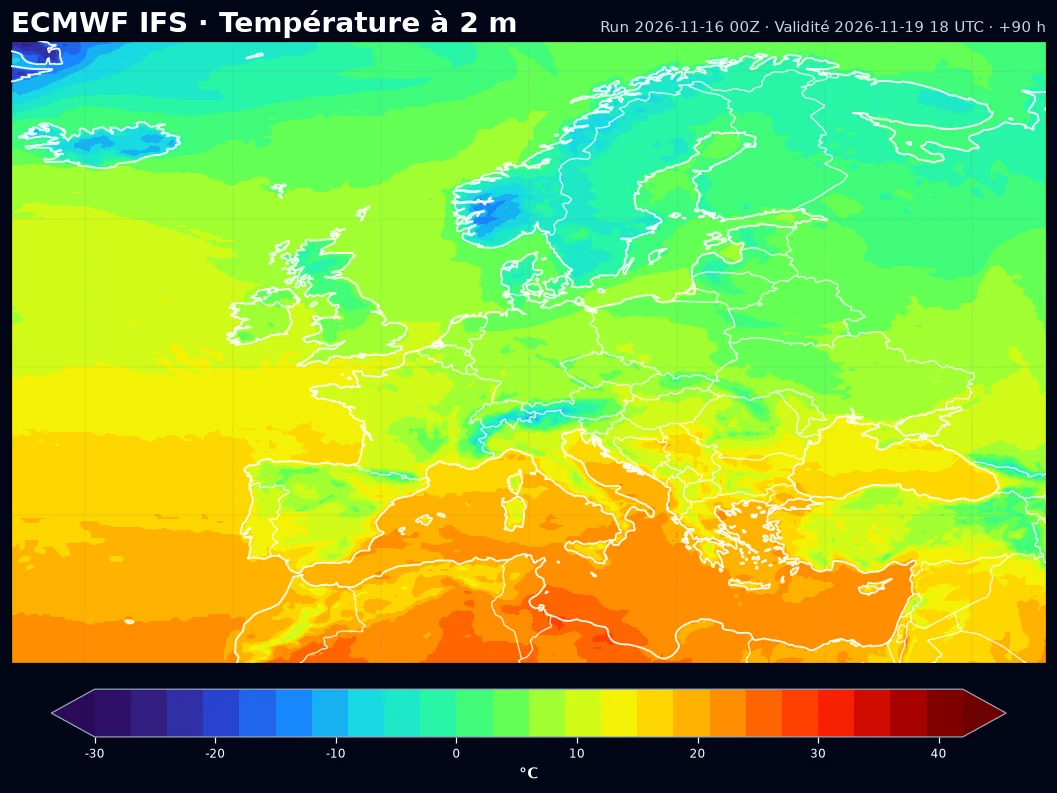 ECMWF IFS · Température à 2 m
Run 2026-11-16 00Z · Validité 2026-11-19 18 UTC · +90 h
-30 -20 -10 0 10 20 30 40
°C